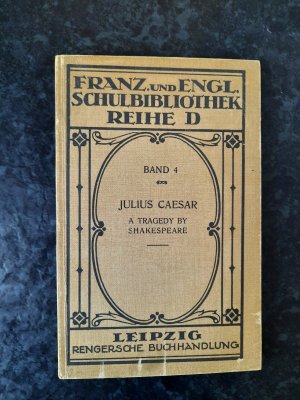 FRANZ. UND ENGL.
SCHULBIBLIOTHEK
REIHE D
BAND 4
JULIUS CAESAR
A TRAGEDY BY
SHAKESPEARE
LEIPZIG
RENGERSCHE BUCHHANDLUNG